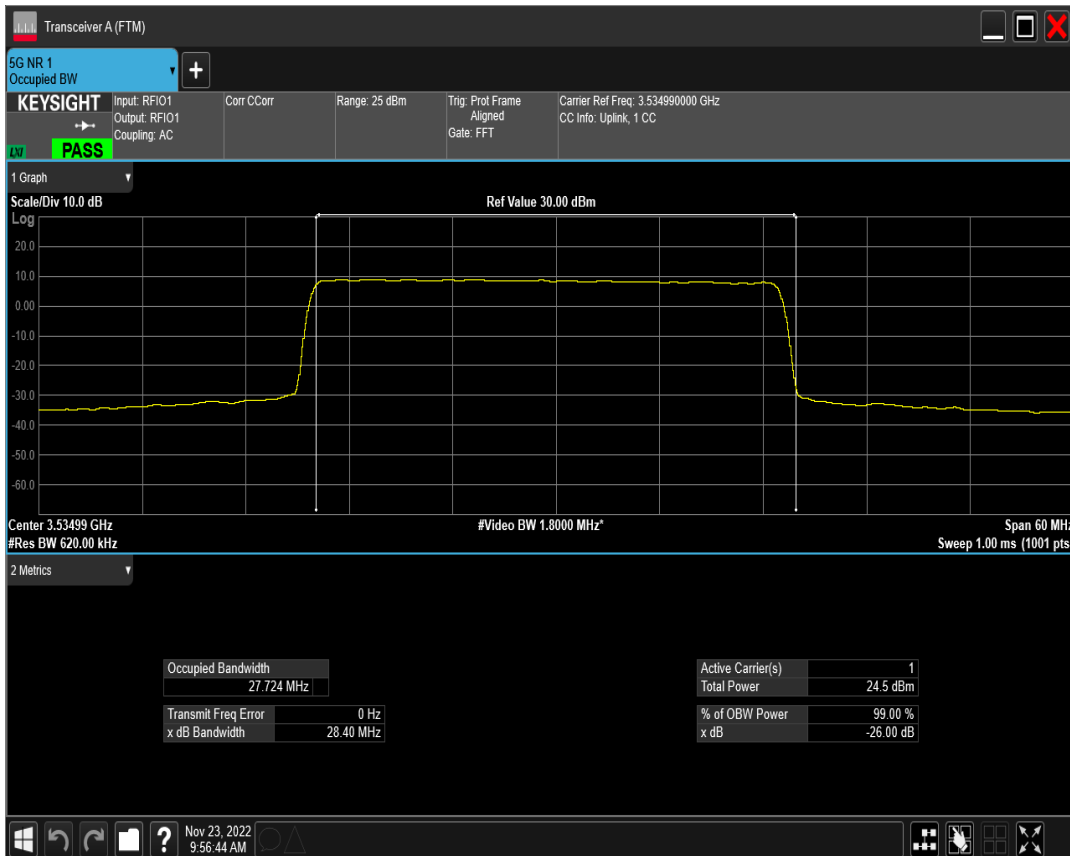 Transceiver A (FTM)
5G NR 1
Occupied BW
+
KEYSIGHT
LXI
PASS
Input: RFIO1
Output: RFIO1
Coupling: AC
Corr CCorr
Range: 25 dBm
Trig: Prot Frame
Aligned
Gate: FFT
Carrier Ref Freq: 3.534990000 GHz
CC Info: Uplink, 1 CC
1 Graph
Scale/Div 10.0 dB
Ref Value 30.00 dBm
Log
20.0
10.0
0.00
-10.0
-20.0
-30.0
-40.0
-50.0
-60.0
Center 3.53499 GHz
#Video BW 1.8000 MHz*
Span 60 MHz
#Res BW 620.00 kHz
Sweep 1.00 ms (1001 pts
2 Metrics
Occupied Bandwidth
27.724 MHz
Transmit Freq Error 0 Hz
x dB Bandwidth 28.40 MHz
Active Carrier(s) 1
Total Power 24.5 dBm
% of OBW Power 99.00 %
x dB -26.00 dB
?
Nov 23, 2022
9:56:44 AM